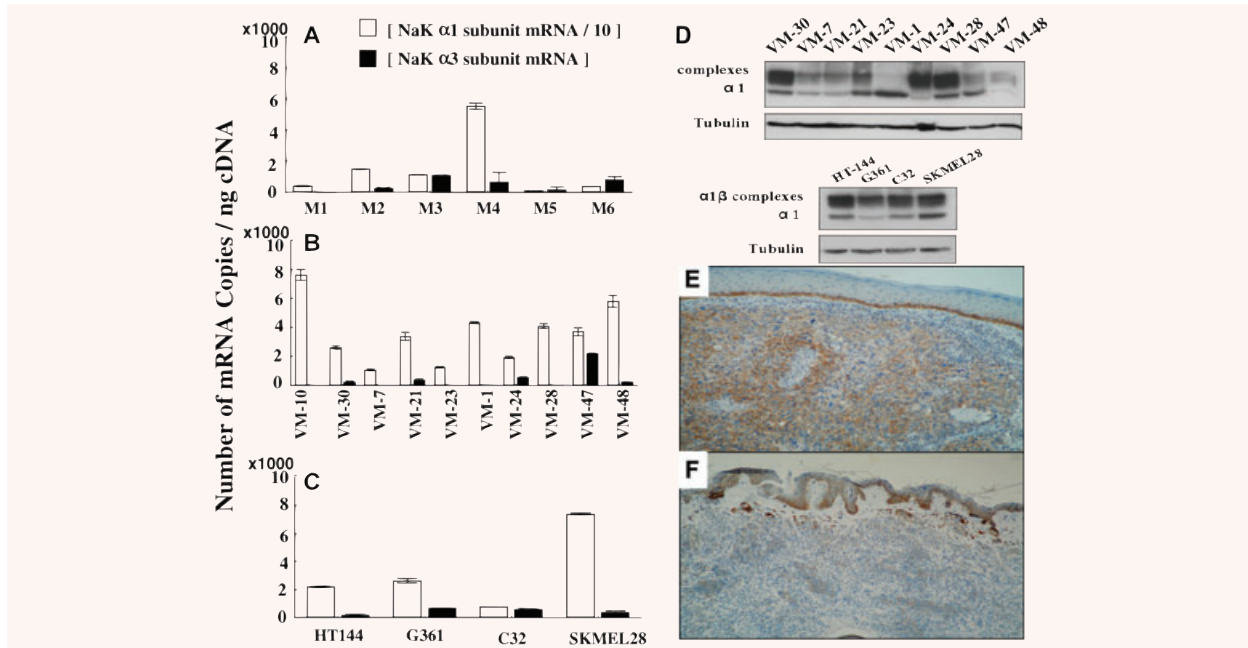 Number of mRNA Copies / ng cDNA
x1000
A
[ NaK α1 subunit mRNA / 10 ]
[ NaK α3 subunit mRNA ]
10
8
6
4
2
0
M1 M2 M3 M4 M5 M6
x1000
B
10
8
6
4
2
0
VM-10 VM-30 VM-7 VM-21 VM-23 VM-1 VM-24 VM-28 VM-47 VM-48
x1000
C
10
8
6
4
2
0
HT144 G361 C32 SKMEL28
D
VM-30 VM-7 VM-21 VM-23 VM-1 VM-24 VM-28 VM-47 VM-48
complexes
α 1
Tubulin
HT-144 G361 C32 SKMEL28
α1β complexes
α 1
Tubulin
E
F